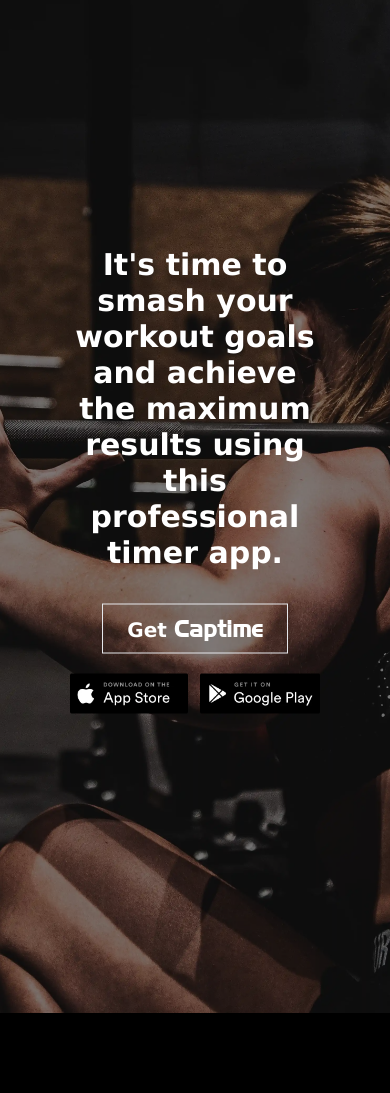 It's time to
smash your
workout goals
and achieve
the maximum
results using
this
professional
timer app.
Get Captime
DOWNLOAD ON THE
App Store
GET IT ON
Google Play